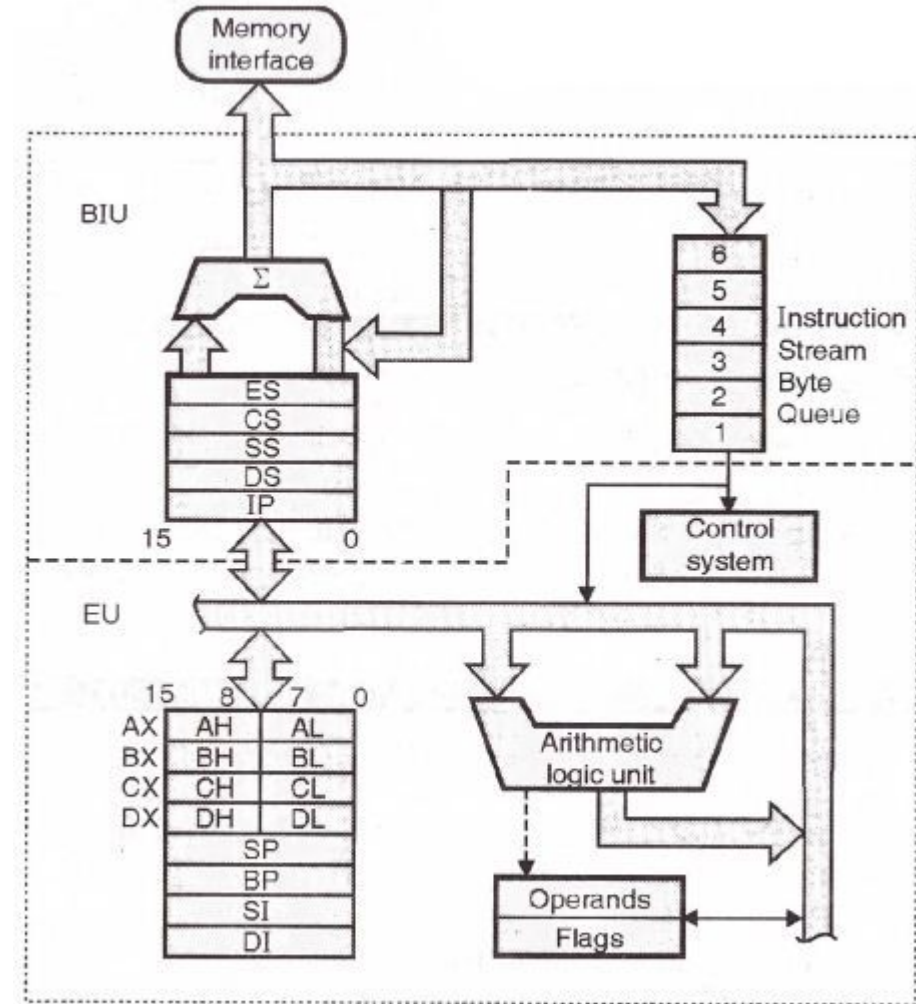 Memory
interface
BIU
Σ
6
5
4
3
2
1
Instruction
Stream
Byte
Queue
ES
CS
SS
DS
IP
15 0
Control
system
EU
15 8 7 0
AX AH AL
BX BH BL
CX CH CL
DX DH DL
SP
BP
SI
DI
Arithmetic
logic unit
Operands
Flags